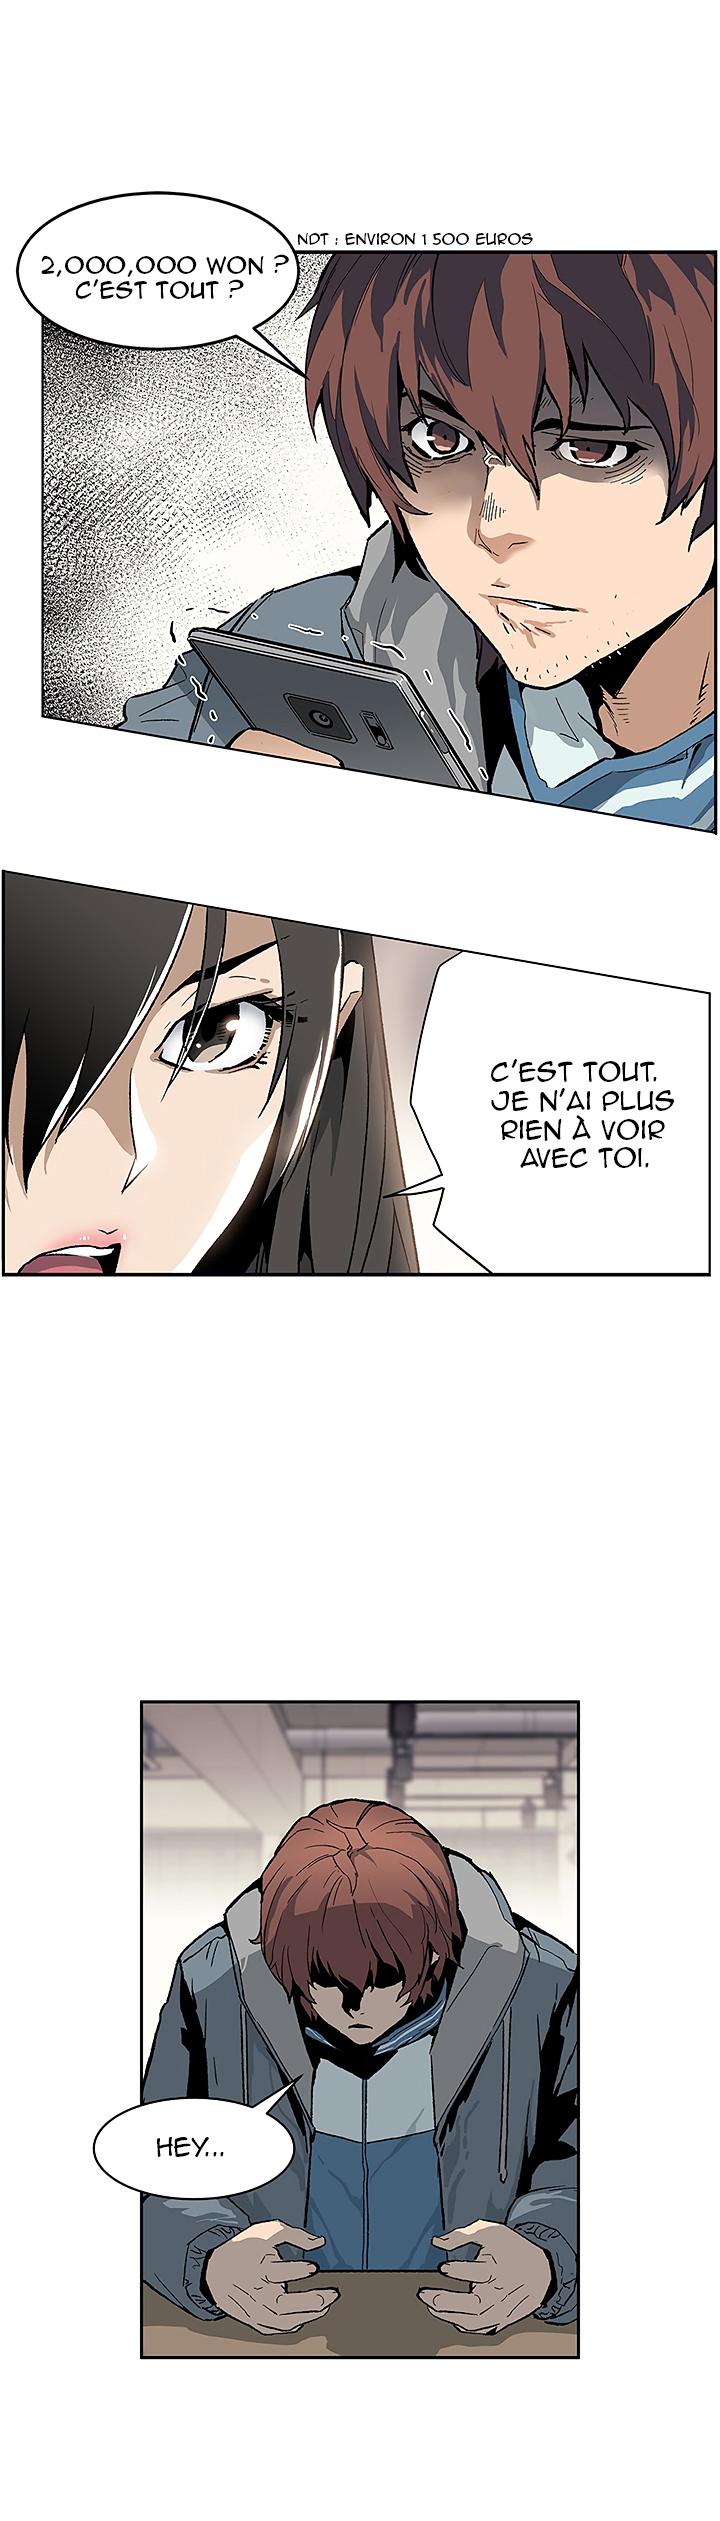 NDT : ENVIRON 1 500 EUROS
2,000,000 WON ?
C'EST TOUT ?
C'EST TOUT.
JE N'AI PLUS
RIEN À VOIR
AVEC TOI.
HEY...